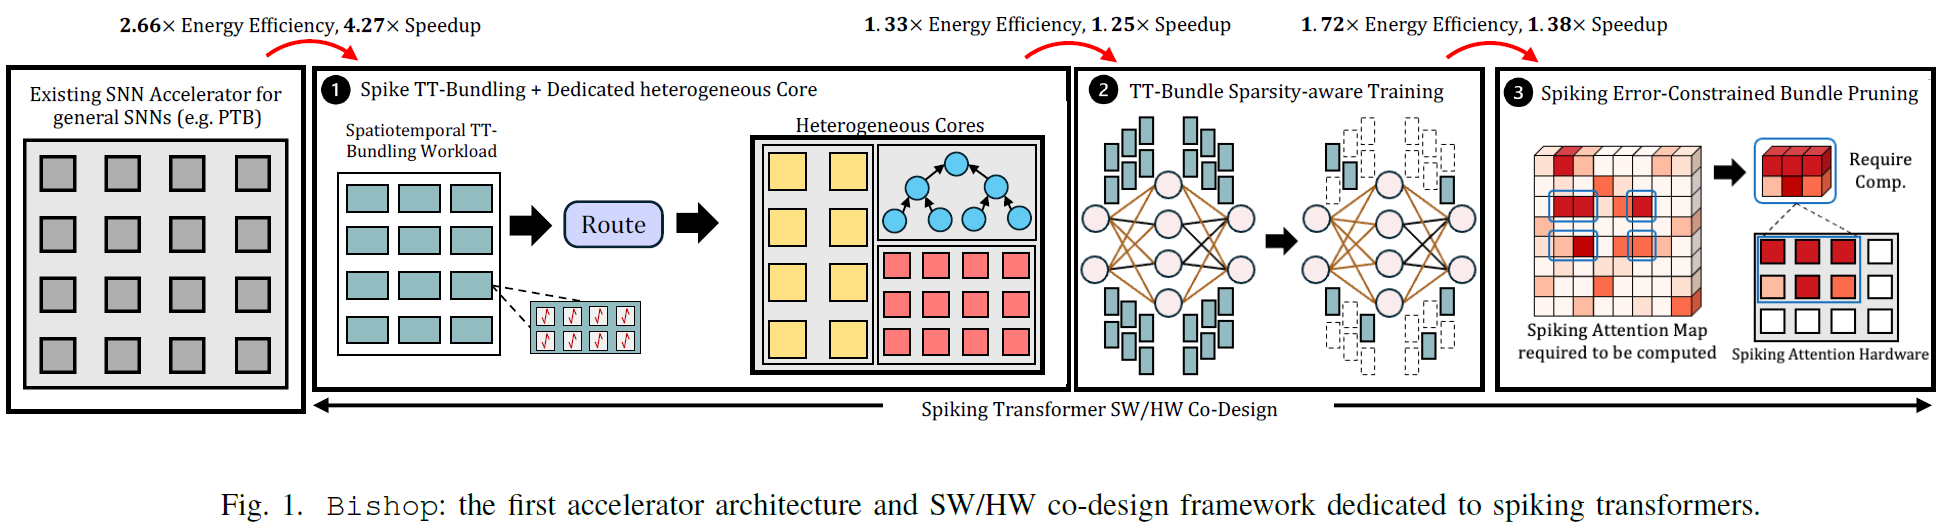 2.66× Energy Efficiency, 4.27× Speedup
1.33× Energy Efficiency, 1.25× Speedup
1.72× Energy Efficiency, 1.38× Speedup
Existing SNN Accelerator for
general SNNs (e.g. PTB)
1 Spike TT-Bundling + Dedicated heterogeneous Core
Spatiotemporal TT-
Bundling Workload
Route
Heterogeneous Cores
2 TT-Bundle Sparsity-aware Training
3 Spiking Error-Constrained Bundle Pruning
Require
Comp.
Spiking Attention Map
required to be computed
Spiking Attention Hardware
Spiking Transformer SW/HW Co-Design
Fig. 1. Bishop: the first accelerator architecture and SW/HW co-design framework dedicated to spiking transformers.